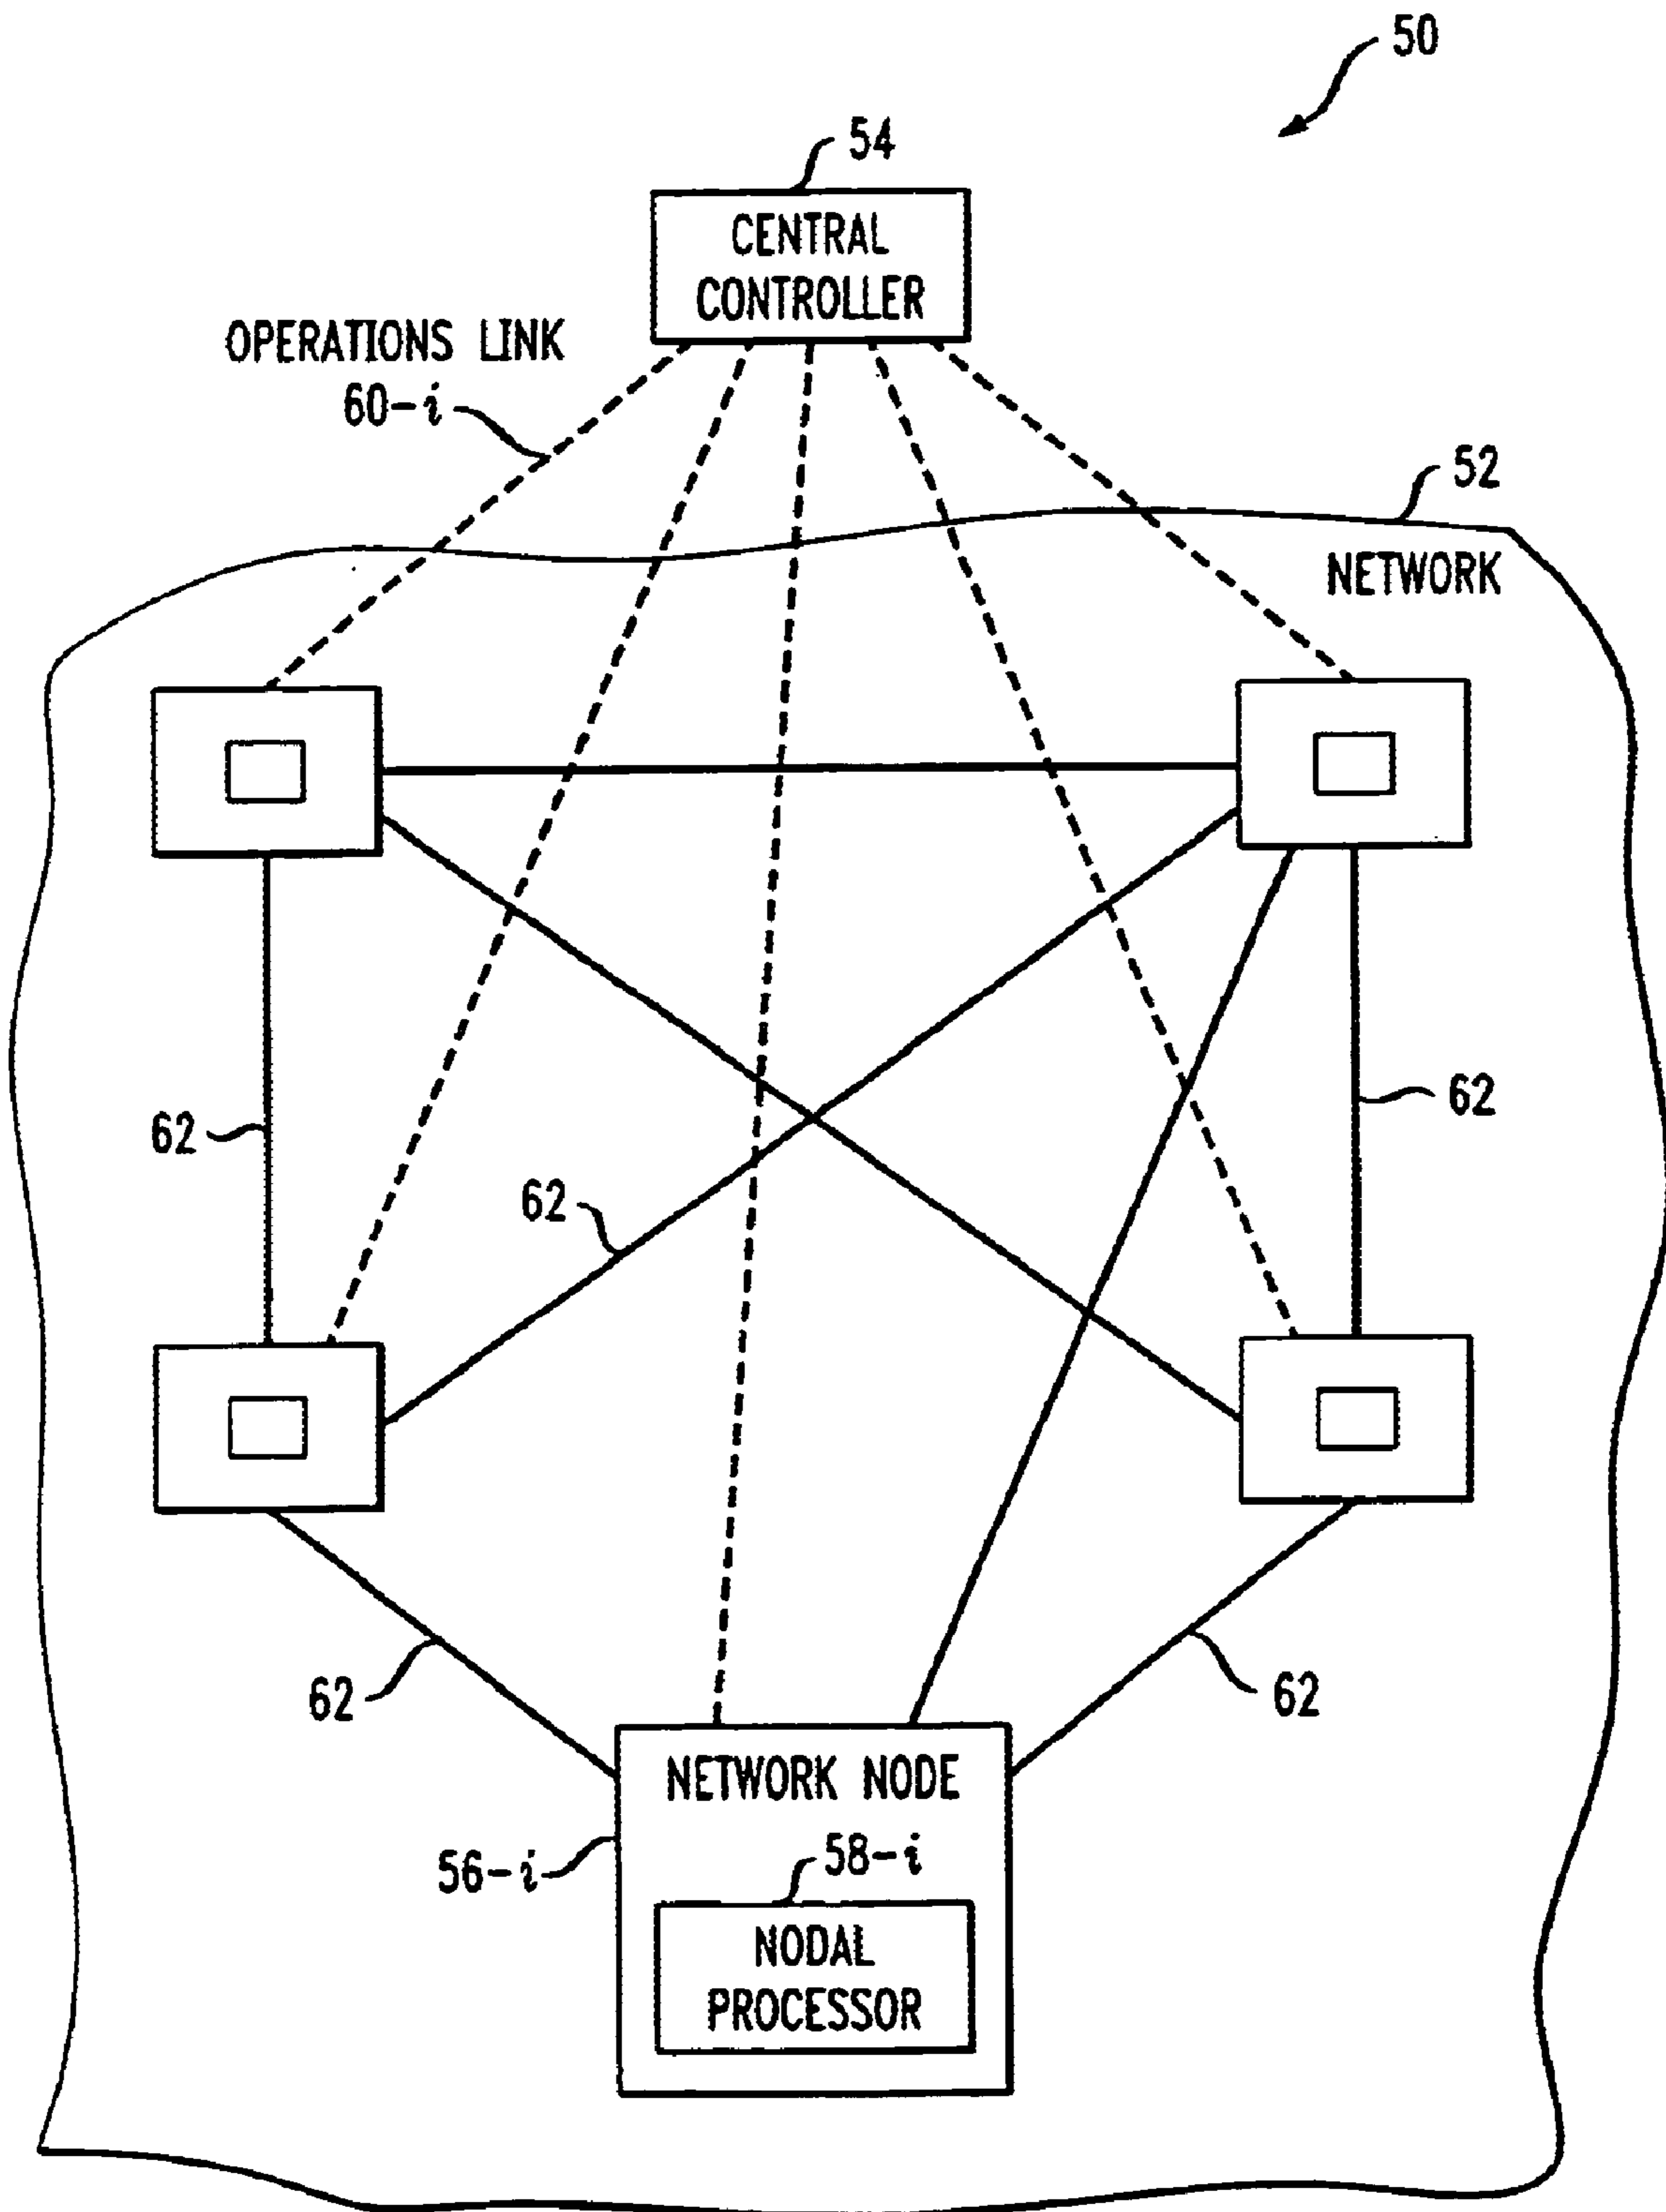 50
54
CENTRAL
CONTROLLER
OPERATIONS LINK
60-i
52
NETWORK
62
62
62
62
62
NETWORK NODE
56-i
58-i
NODAL
PROCESSOR